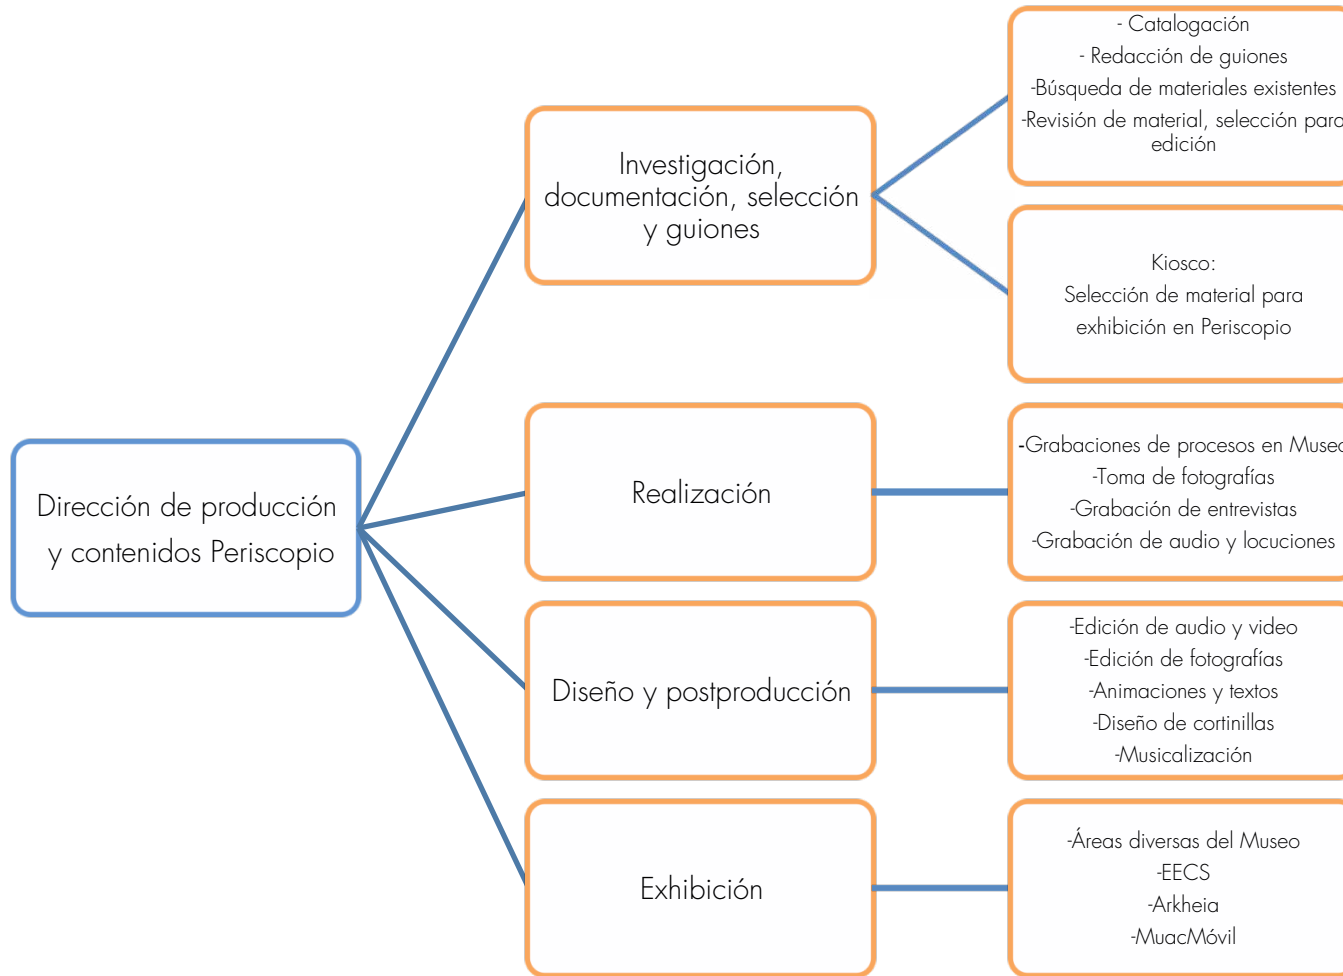 Dirección de producción
y contenidos Periscopio
Investigación,
documentación, selección
y guiones
- Catalogación
- Redacción de guiones
-Búsqueda de materiales existentes
-Revisión de material, selección para
edición
Kiosco:
Selección de material para
exhibición en Periscopio
Realización
-Grabaciones de procesos en Museo
-Toma de fotografías
-Grabación de entrevistas
-Grabación de audio y locuciones
Diseño y postproducción
-Edición de audio y video
-Edición de fotografías
-Animaciones y textos
-Diseño de cortinillas
-Musicalización
Exhibición
-Áreas diversas del Museo
-EECS
-Arkheia
-MuacMóvil